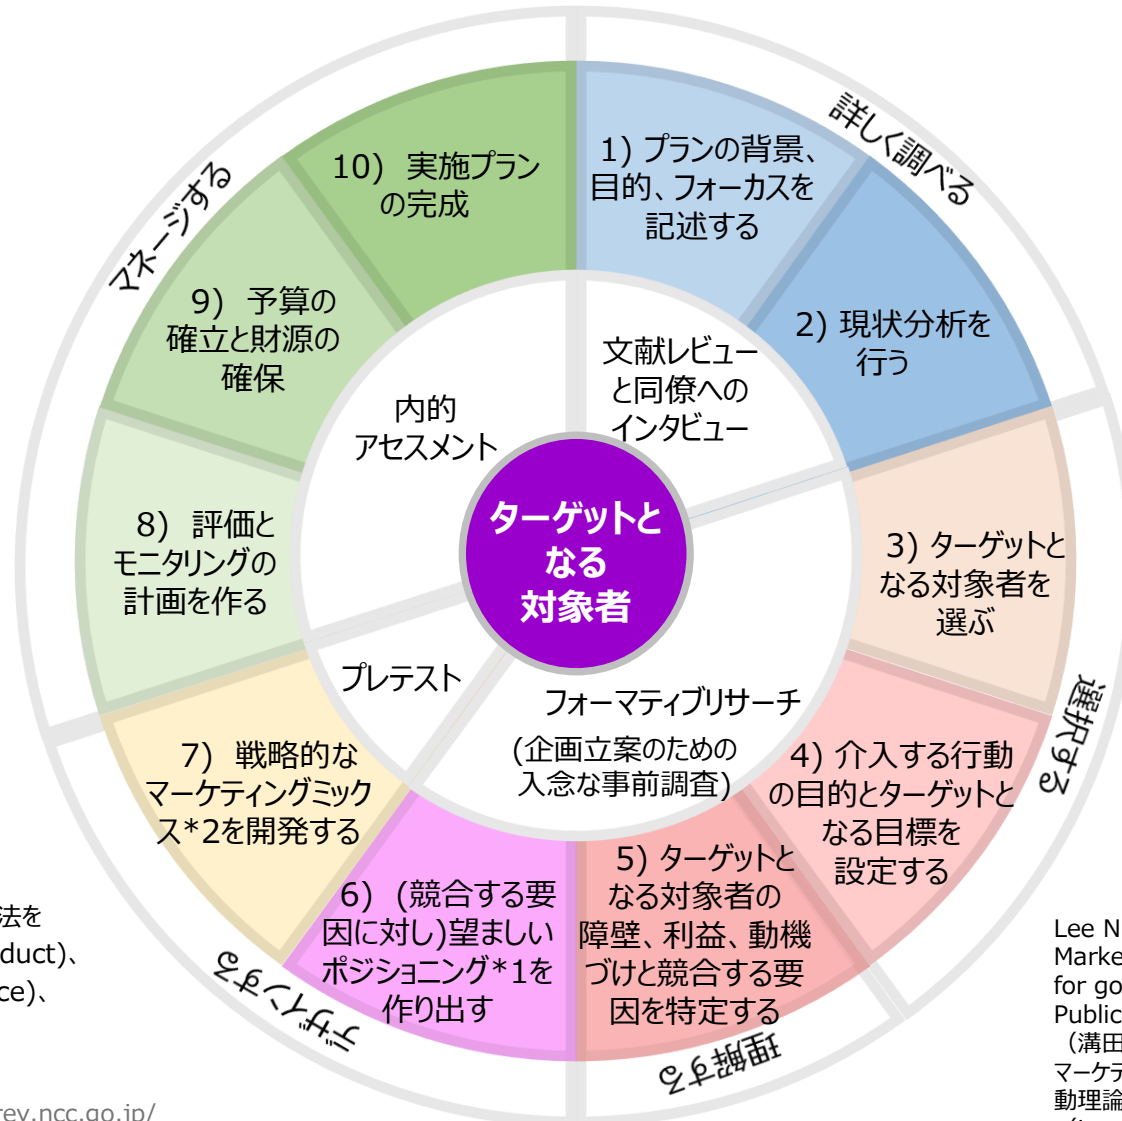 詳しく調べる
1) プランの背景、
目的、フォーカスを
記述する
2) 現状分析を
行う
選択する
3) ターゲットと
なる対象者を
選ぶ
4) 介入する行動
の目的とターゲットと
なる目標を
設定する
理解する
5) ターゲットと
なる対象者の
障壁、利益、動機
づけと競合する要
因を特定する
デザインする
6) (競合する要
因に対し)望ましい
ポジショニング*1を
作り出す
7) 戦略的な
マーケティングミック
ス*2を開発する
マネージする
8) 評価と
モニタリングの
計画を作る
9) 予算の
確立と財源の
確保
10) 実施プラン
の完成
文献レビュー
と同僚への
インタビュー
フォーマティブリサーチ
(企画立案のための
入念な事前調査)
プレテスト
内的
アセスメント
ターゲットと
なる
対象者
法を
duct)、
ce)、
rev.ncc.go.jp/
Lee N
Marke
for go
Public
（溝田
マーケテ
動理論